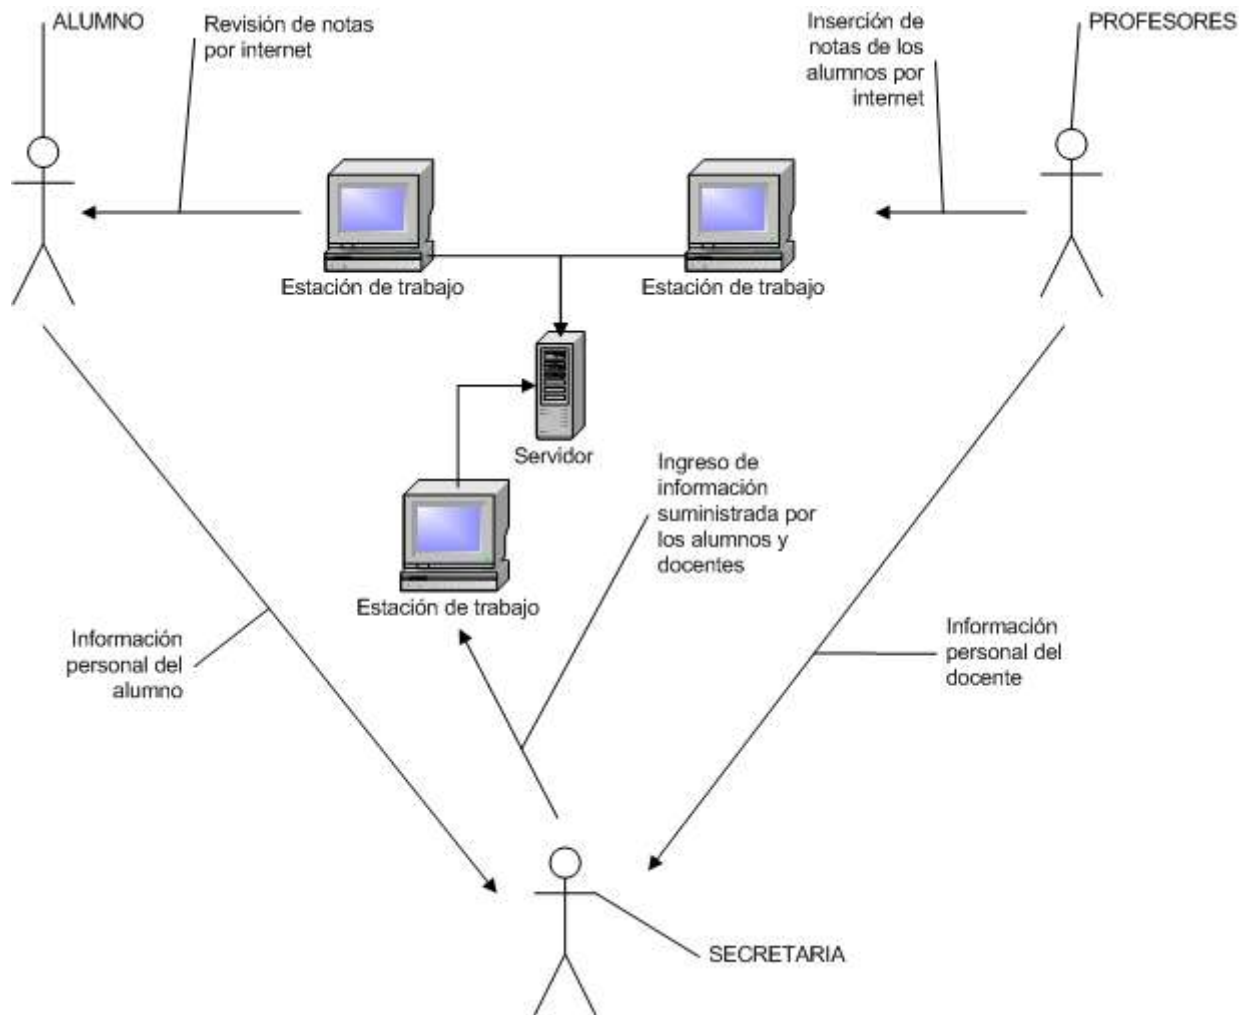 ALUMNO
Revisión de notas
por internet
Inserción de
notas de los
alumnos por
internet
PROFESORES
Estación de trabajo
Estación de trabajo
Servidor
Ingreso de
información
suministrada por
los alumnos y
docentes
Estación de trabajo
Información
personal del
alumno
Información
personal del
docente
SECRETARIA